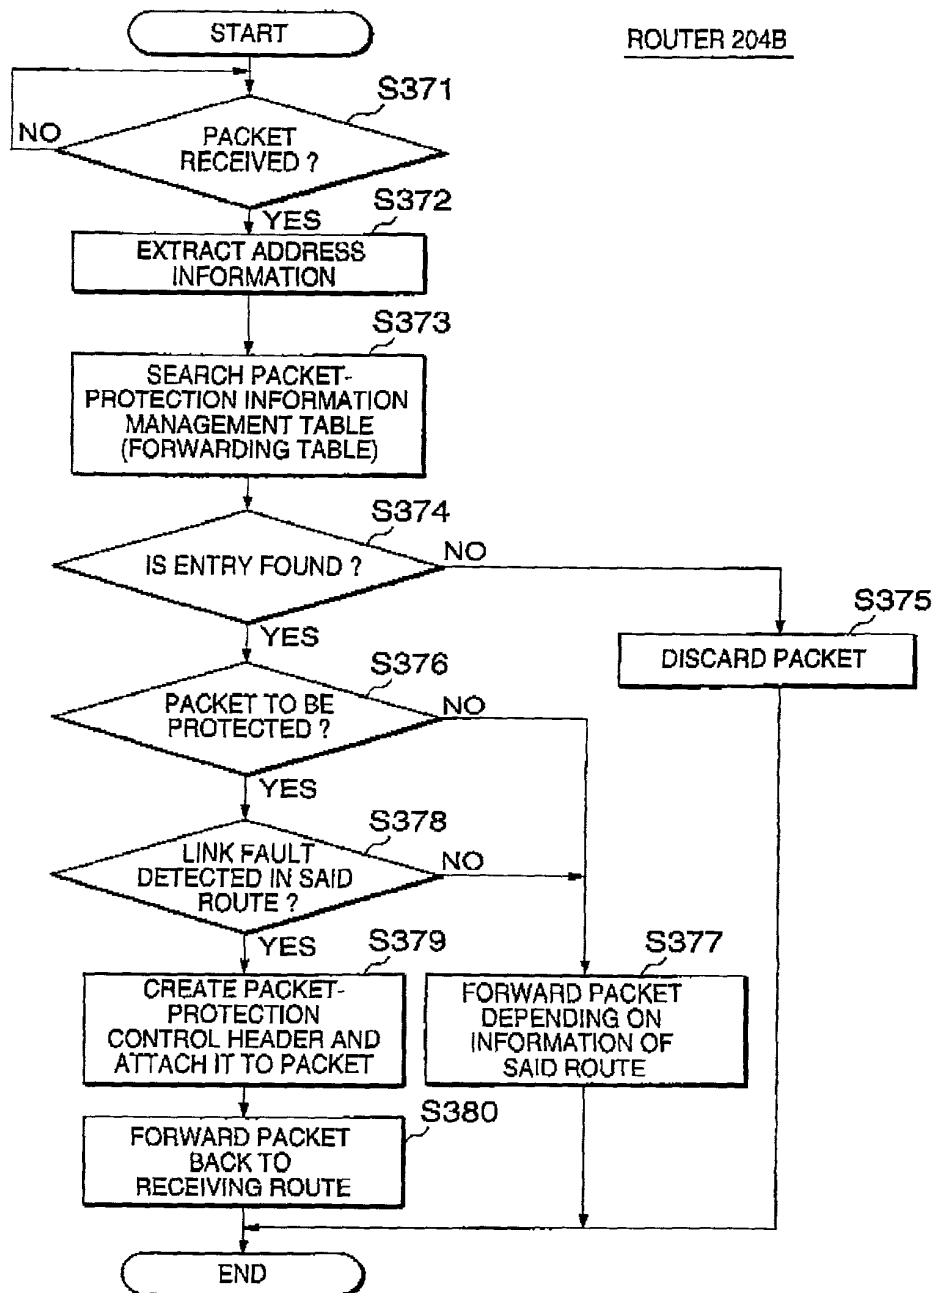 START
ROUTER 204B
S371
NO
PACKET
RECEIVED ?
S372
YES
EXTRACT ADDRESS
INFORMATION
S373
SEARCH PACKET-
PROTECTION INFORMATION
MANAGEMENT TABLE
(FORWARDING TABLE)
S374
IS ENTRY FOUND ?
NO
S375
YES
DISCARD PACKET
S376
PACKET TO BE
PROTECTED ?
NO
YES
S378
LINK FAULT
DETECTED IN SAID
ROUTE ?
NO
YES
S379
S377
CREATE PACKET-
PROTECTION
CONTROL HEADER AND
ATTACH IT TO PACKET
FORWARD PACKET
DEPENDING ON
INFORMATION OF
SAID ROUTE
S380
FORWARD PACKET
BACK TO
RECEIVING ROUTE
END